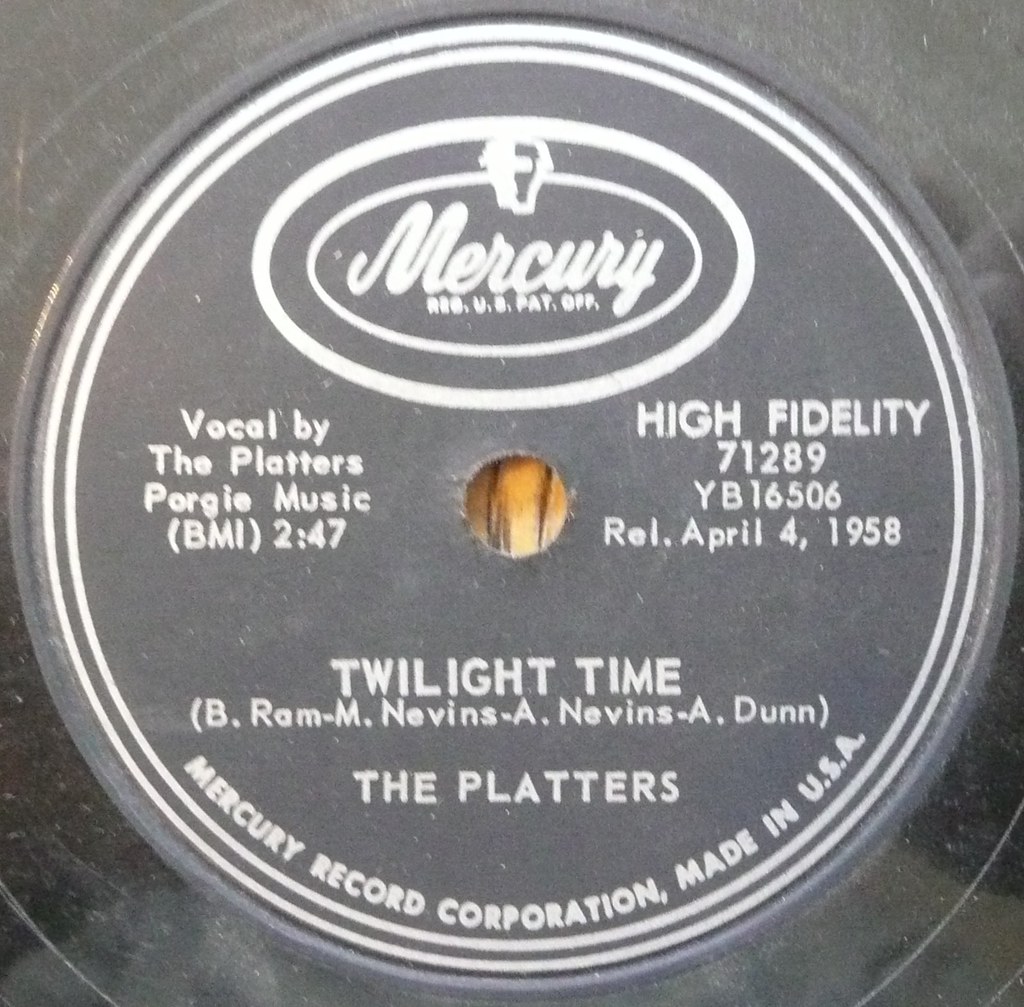 Mercury
REG. U.S. PAT. OFF.
Vocal by
The Platters
Porgie Music
(BMI) 2:47
HIGH FIDELITY
71289
YB16506
Rel. April 4, 1958
TWILIGHT TIME
(B. Ram-M. Nevins-A. Nevins-A. Dunn)
THE PLATTERS
MERCURY RECORD CORPORATION, MADE IN U.S.A.